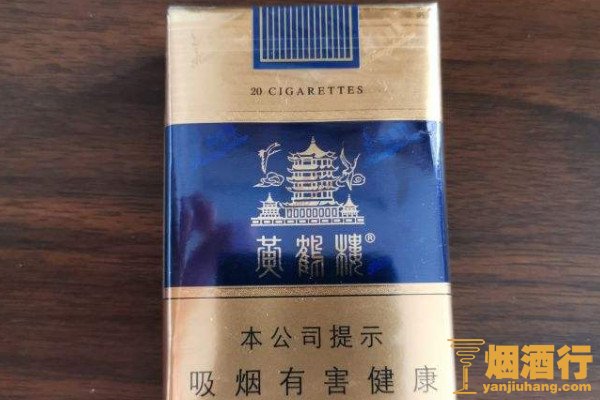 20 CIGARETTES
黄鹤楼®
本公司提示
吸烟有害健康
烟酒行
yanjiuhang.com